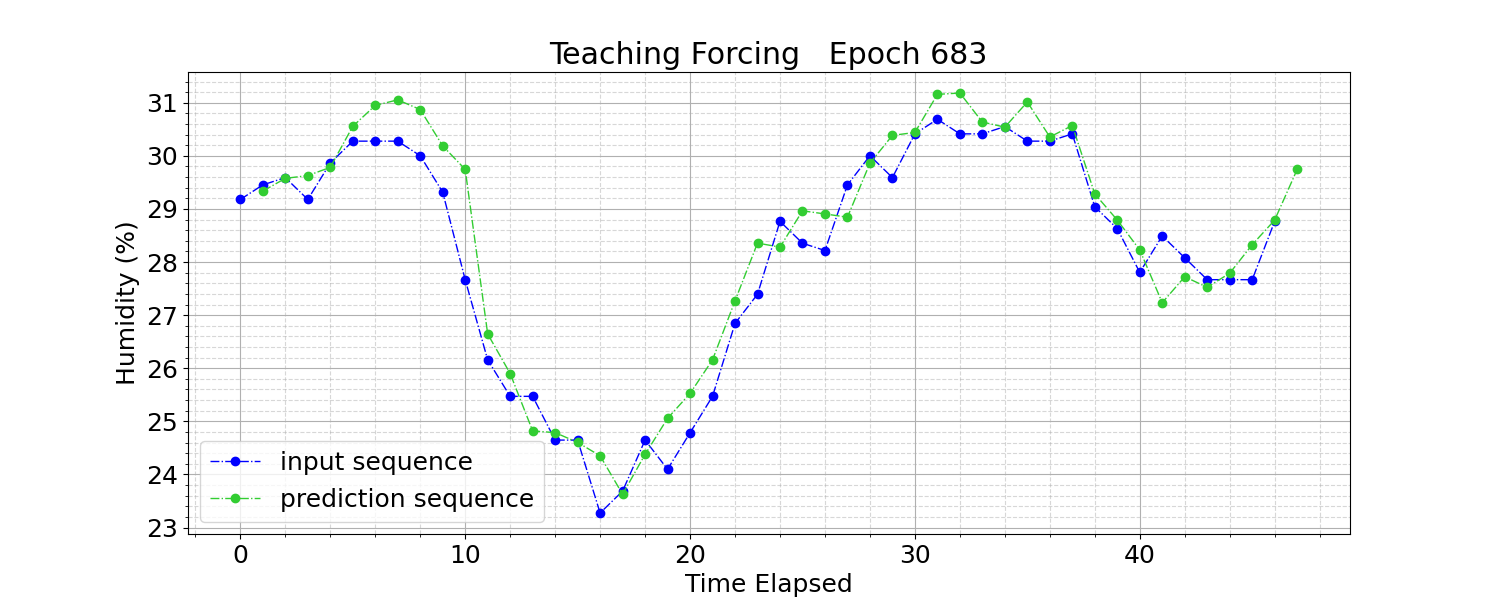 Teaching Forcing   Epoch 683
Humidity (%)
31
30
29
28
27
26
25
24
23
input sequence
prediction sequence
0 10 20 30 40
Time Elapsed